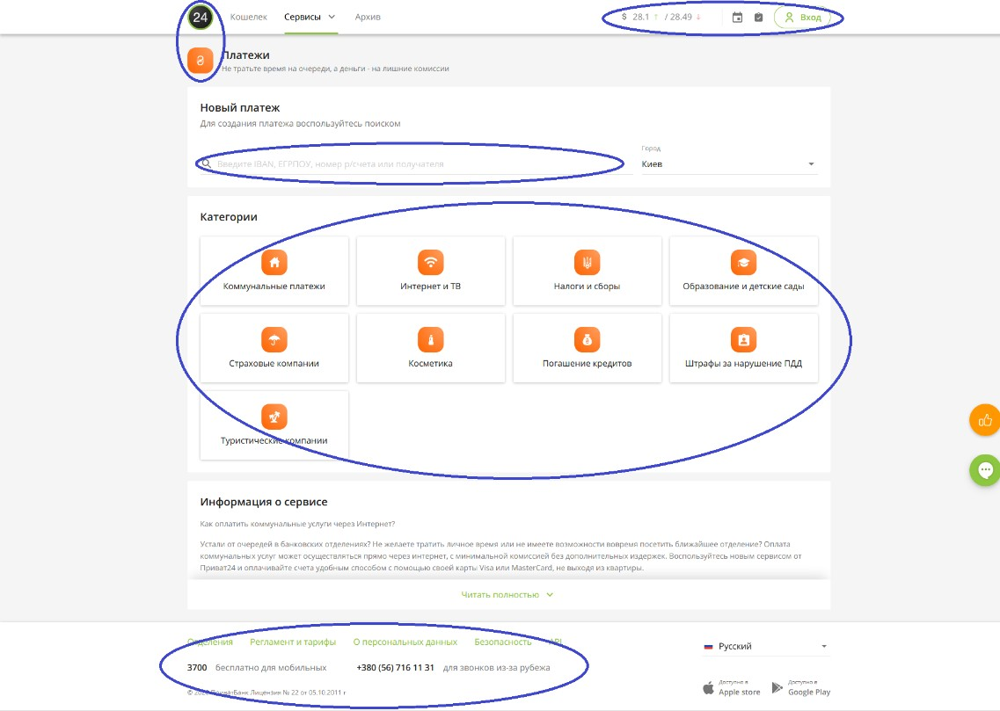 24 Кошелек Сервисы Архив $ 28.1 ↑ / 28.49 ↓ Вход
Платежи
Не тратьте время на очереди, а деньги - на лишние комиссии
Новый платеж
Для создания платежа воспользуйтесь поиском
Город
Введите IBAN, ЕГРПОУ, номер р/счета или получателя Киев
Категории
Коммунальные платежи Интернет и ТВ Налоги и сборы Образование и детские сады
Страховые компании Косметика Погашение кредитов Штрафы за нарушение ПДД
Туристические компании
Информация о сервисе
Как оплатить коммунальные услуги через Интернет?
Устали от очередей в банковских отделениях? Не желаете тратить личное время или не имеете возможности вовремя посетить ближайшее отделение? Оплата
коммунальных услуг может осуществляться прямо через интернет, с минимальной комиссией без дополнительных издержек. Воспользуйтесь новым сервисом от
Приват24 и оплачивайте счета удобным способом с помощью своей карты Visa или MasterCard, не выходя из квартиры.
Читать полностью
Отделения Регламент и тарифы О персональных данных Безопасность API
Русский
3700 бесплатно для мобильных +380 (56) 716 11 31 для звонков из-за рубежа
Доступно в Доступно в
App store Google Play
ПриватБанк Лицензия № 22 от 05.10.2011 г